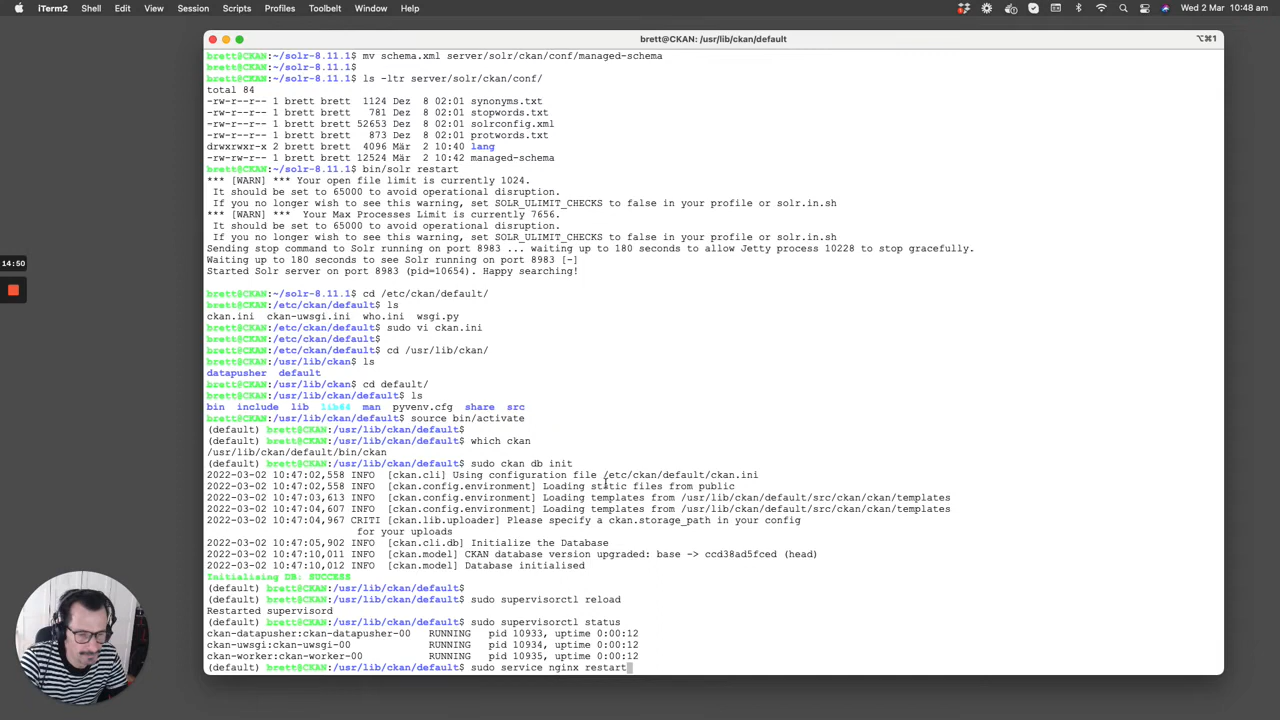 iTerm2 Shell Edit View Session Scripts Profiles Toolbelt Window Help Wed 2 Mar 10:48 am
brett@CKAN: /usr/lib/ckan/default ⌥⌘1
brett@CKAN:~/solr-8.11.1$ mv schema.xml server/solr/ckan/conf/managed-schema
brett@CKAN:~/solr-8.11.1$
brett@CKAN:~/solr-8.11.1$ ls -ltr server/solr/ckan/conf/
total 84
-rw-r--r-- 1 brett brett  1124 Dez  8 02:01 synonyms.txt
-rw-r--r-- 1 brett brett   781 Dez  8 02:01 stopwords.txt
-rw-r--r-- 1 brett brett 52653 Dez  8 02:01 solrconfig.xml
-rw-r--r-- 1 brett brett   873 Dez  8 02:01 protwords.txt
drwxrwxr-x 2 brett brett  4096 Mär  2 10:40 lang
-rw-rw-r-- 1 brett brett 12524 Mär  2 10:42 managed-schema
brett@CKAN:~/solr-8.11.1$ bin/solr restart
*** [WARN] *** Your open file limit is currently 1024.
It should be set to 65000 to avoid operational disruption.
If you no longer wish to see this warning, set SOLR_ULIMIT_CHECKS to false in your profile or solr.in.sh
*** [WARN] ***  Your Max Processes Limit is currently 7656.
It should be set to 65000 to avoid operational disruption.
If you no longer wish to see this warning, set SOLR_ULIMIT_CHECKS to false in your profile or solr.in.sh
Sending stop command to Solr running on port 8983 ... waiting up to 180 seconds to allow Jetty process 10228 to stop gracefully.
Waiting up to 180 seconds to see Solr running on port 8983 [-]
14:50
Started Solr server on port 8983 (pid=10654). Happy searching!
brett@CKAN:~/solr-8.11.1$ cd /etc/ckan/default/
brett@CKAN:/etc/ckan/default$ ls
ckan.ini  ckan-uwsgi.ini  who.ini  wsgi.py
brett@CKAN:/etc/ckan/default$ sudo vi ckan.ini
brett@CKAN:/etc/ckan/default$
brett@CKAN:/etc/ckan/default$ cd /usr/lib/ckan/
brett@CKAN:/usr/lib/ckan$ ls
datapusher  default
brett@CKAN:/usr/lib/ckan$ cd default/
brett@CKAN:/usr/lib/ckan/default$ ls
bin  include  lib  lib64  man  pyvenv.cfg  share  src
brett@CKAN:/usr/lib/ckan/default$ source bin/activate
(default) brett@CKAN:/usr/lib/ckan/default$
(default) brett@CKAN:/usr/lib/ckan/default$ which ckan
/usr/lib/ckan/default/bin/ckan
(default) brett@CKAN:/usr/lib/ckan/default$ sudo ckan db init
2022-03-02 10:47:02,558 INFO  [ckan.cli] Using configuration file /etc/ckan/default/ckan.ini
2022-03-02 10:47:02,558 INFO  [ckan.config.environment] Loading static files from public
2022-03-02 10:47:03,613 INFO  [ckan.config.environment] Loading templates from /usr/lib/ckan/default/src/ckan/ckan/templates
2022-03-02 10:47:04,607 INFO  [ckan.config.environment] Loading templates from /usr/lib/ckan/default/src/ckan/ckan/templates
2022-03-02 10:47:04,967 CRITI [ckan.lib.uploader] Please specify a ckan.storage_path in your config
for your uploads
2022-03-02 10:47:05,902 INFO  [ckan.cli.db] Initialize the Database
2022-03-02 10:47:10,011 INFO  [ckan.model] CKAN database version upgraded: base -> ccd38ad5fced (head)
2022-03-02 10:47:10,012 INFO  [ckan.model] Database initialised
Initialising DB: SUCCESS
(default) brett@CKAN:/usr/lib/ckan/default$
(default) brett@CKAN:/usr/lib/ckan/default$ sudo supervisorctl reload
Restarted supervisord
(default) brett@CKAN:/usr/lib/ckan/default$ sudo supervisorctl status
ckan-datapusher:ckan-datapusher-00   RUNNING   pid 10933, uptime 0:00:12
ckan-uwsgi:ckan-uwsgi-00             RUNNING   pid 10934, uptime 0:00:12
ckan-worker:ckan-worker-00           RUNNING   pid 10935, uptime 0:00:12
(default) brett@CKAN:/usr/lib/ckan/default$ sudo service nginx restart